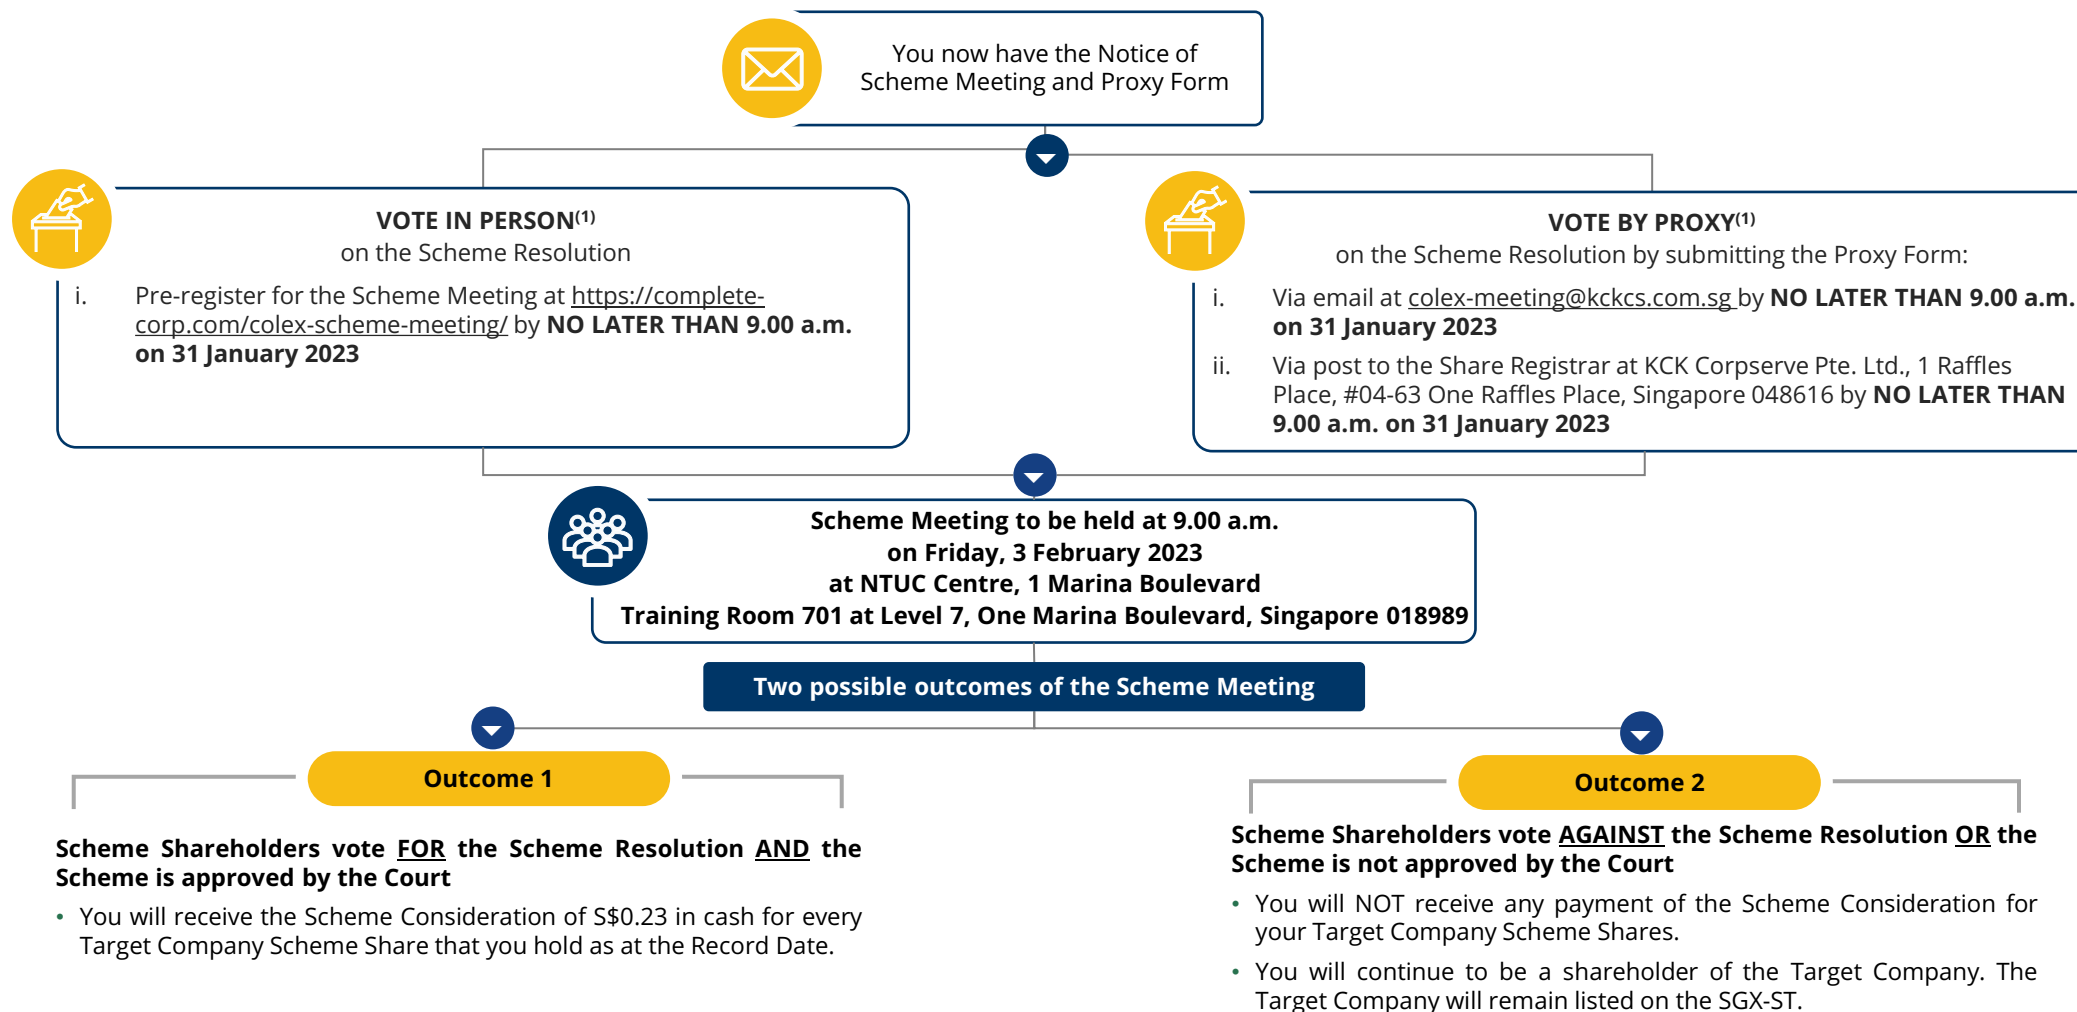 You now have the Notice of
Scheme Meeting and Proxy Form
VOTE IN PERSON(1)
on the Scheme Resolution
i. Pre-register for the Scheme Meeting at https://complete-
corp.com/colex-scheme-meeting/ by NO LATER THAN 9.00 a.m.
on 31 January 2023
VOTE BY PROXY(1)
on the Scheme Resolution by submitting the Proxy Form:
i. Via email at colex-meeting@kckcs.com.sg by NO LATER THAN 9.00 a.m.
on 31 January 2023
ii. Via post to the Share Registrar at KCK Corpserve Pte. Ltd., 1 Raffles
Place, #04-63 One Raffles Place, Singapore 048616 by NO LATER THAN
9.00 a.m. on 31 January 2023
Scheme Meeting to be held at 9.00 a.m.
on Friday, 3 February 2023
at NTUC Centre, 1 Marina Boulevard
Training Room 701 at Level 7, One Marina Boulevard, Singapore 018989
Two possible outcomes of the Scheme Meeting
Outcome 1
Scheme Shareholders vote FOR the Scheme Resolution AND the
Scheme is approved by the Court
• You will receive the Scheme Consideration of S$0.23 in cash for every
Target Company Scheme Share that you hold as at the Record Date.
Outcome 2
Scheme Shareholders vote AGAINST the Scheme Resolution OR the
Scheme is not approved by the Court
• You will NOT receive any payment of the Scheme Consideration for
your Target Company Scheme Shares.
• You will continue to be a shareholder of the Target Company. The
Target Company will remain listed on the SGX-ST.